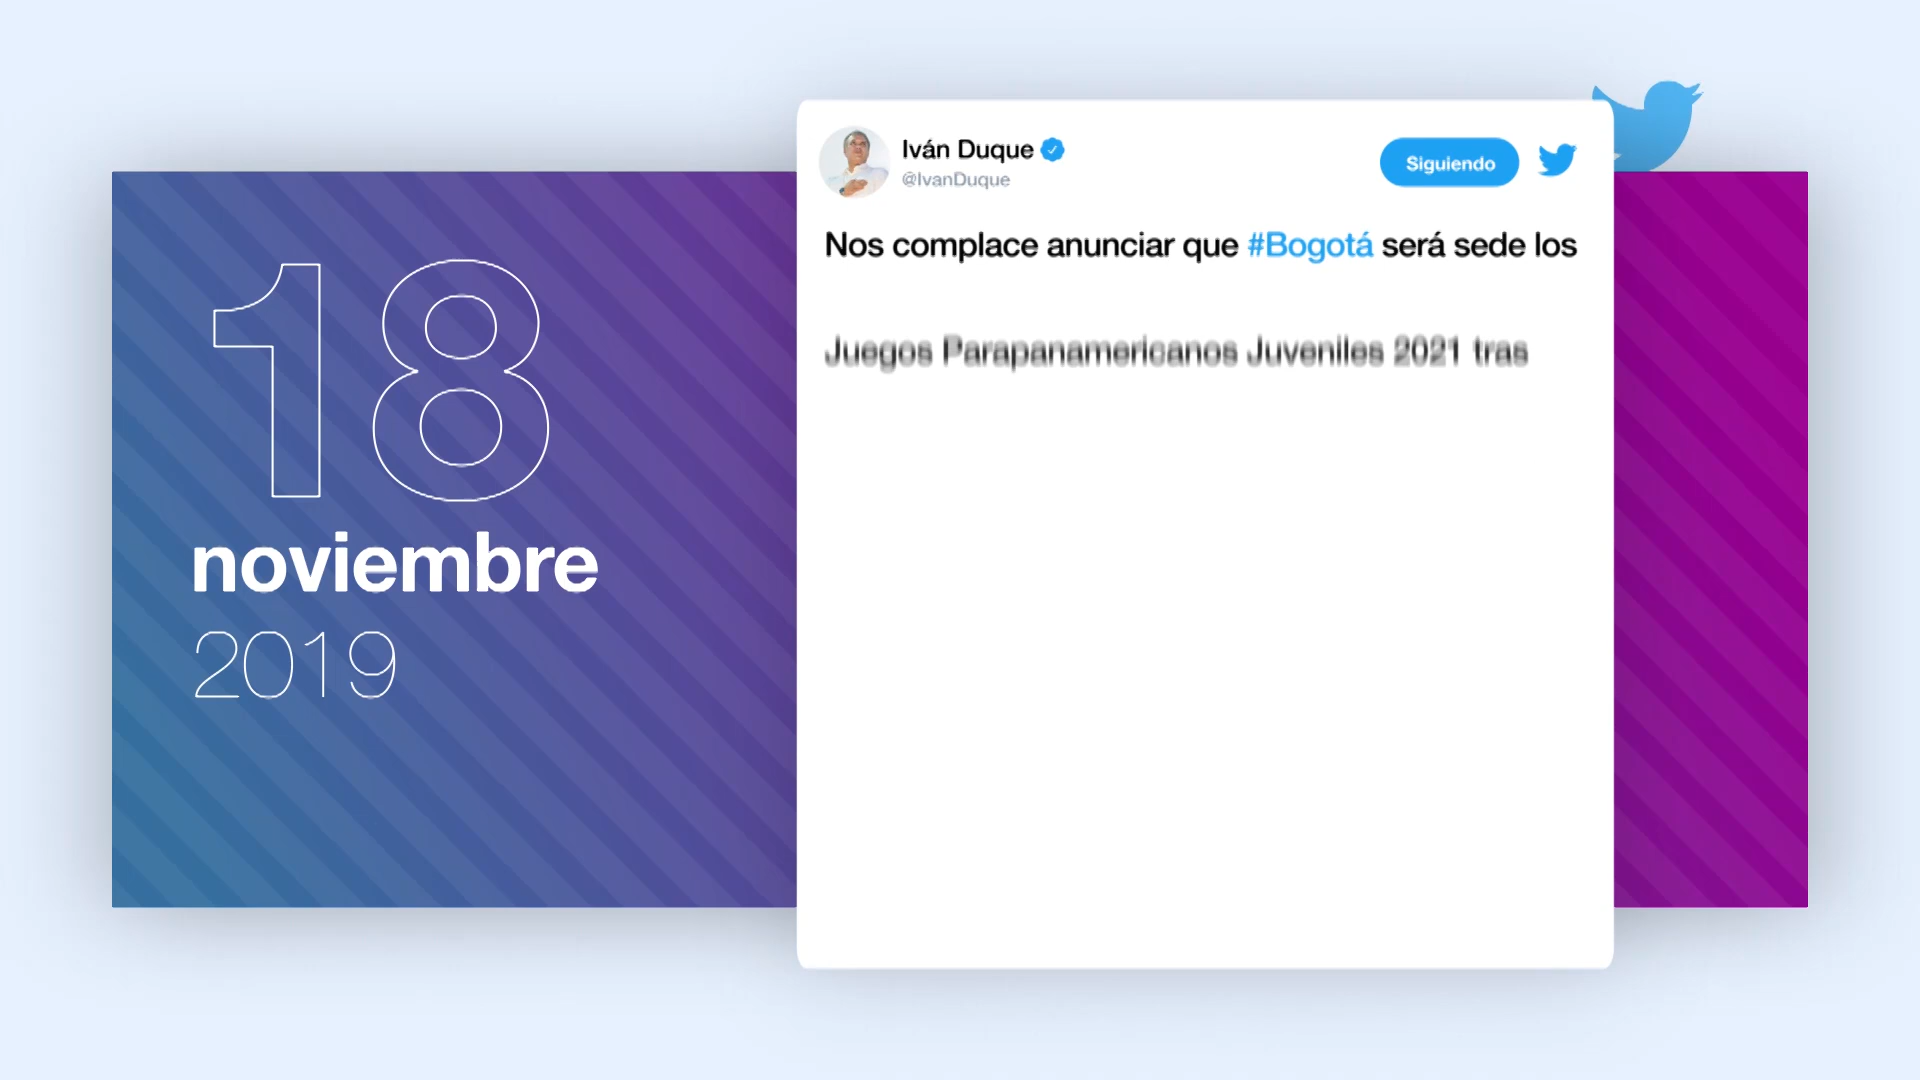 18
noviembre
2019
Iván Duque
@IvanDuque
Siguiendo
Nos complace anunciar que #Bogotá será sede los
Juegos Parapanamericanos Juveniles 2021 tras